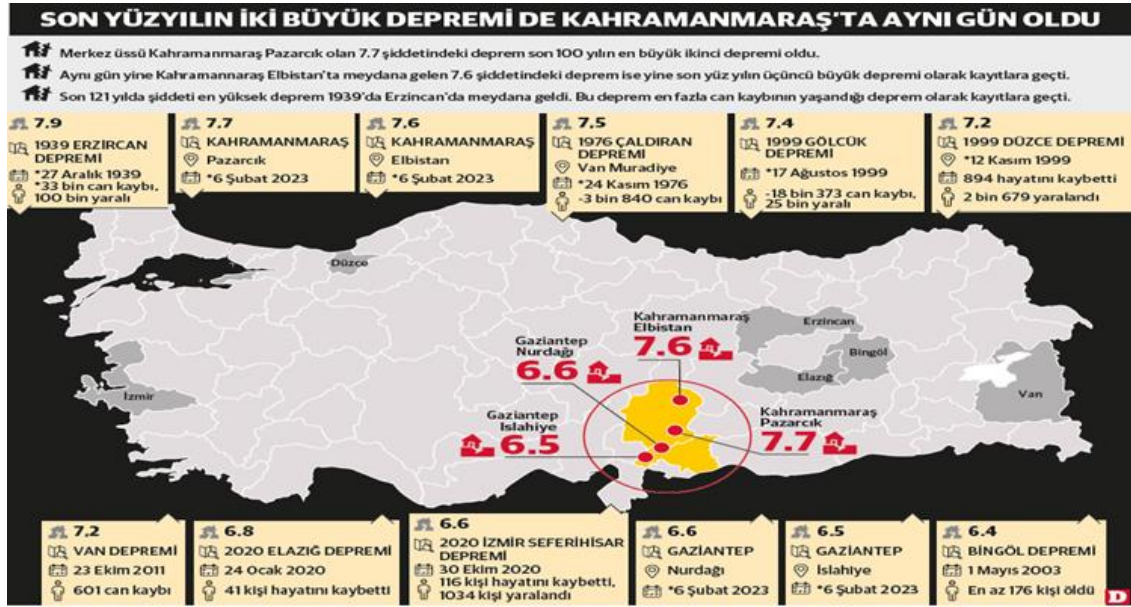 SON YÜZYILIN İKİ BÜYÜK DEPREMİ DE KAHRAMANMARAŞ'TA AYNI GÜN OLDU
Merkez üssü Kahramanmaraş Pazarcık olan 7.7 şiddetindeki deprem son 100 yılın en büyük ikinci depremi oldu.
Aynı gün yine Kahramannaraş Elbistan'ta meydana gelen 7.6 şiddetindeki deprem ise yine son yüz yılın üçüncü büyük depremi olarak kayıtlara geçti.
Son 121 yılda şiddeti en yüksek deprem 1939'da Erzincan'da meydana geldi. Bu deprem en fazla can kaybının yaşandığı deprem olarak kayıtlara geçti.
7.9
1939 ERZİRCAN
DEPREMİ
*27 Aralık 1939
*33 bin can kaybı,
100 bin yaralı
7.7
KAHRAMANMARAŞ
Pazarcık
*6 Şubat 2023
7.6
KAHRAMANMARAŞ
Elbistan
*6 Şubat 2023
7,5
1976 ÇALDIRAN
DEPREMİ
Van Muradiye
*24 Kasım 1976
-3 bin 840 can kaybı
7.4
1999 GÖLCÜK
DEPREMİ
*17 Ağustos 1999
-18 bin 373 can kaybı,
25 bin yaralı
7.2
1999 DÜZCE DEPREMİ
*12 Kasım 1999
894 hayatını kaybetti
2 bin 679 yaralandı
Düzce
İzmir
Erzincan
Bingöl
Elazığ
Van
Kahramanmaraş
Elbistan
7.6
Gaziantep
Nurdağı
6.6
Gaziantep
Islahiye
6.5
Kahramanmaraş
Pazarcık
7.7
7,2
VAN DEPREMİ
23 Ekim 2011
601 can kaybı
6.8
2020 ELAZIĞ DEPREMİ
24 Ocak 2020
41 kişi hayatını kaybetti
6.6
2020 İZMİR SEFERİHİSAR
DEPREMİ
30 Ekim 2020
116 kişi hayatını kaybetti,
1034 kişi yaralandı
6.6
GAZİANTEP
Nurdağı
*6 Şubat 2023
6.5
GAZİANTEP
İslahiye
*6 Şubat 2023
6.4
BİNGÖL DEPREMİ
1 Mayıs 2003
En az 176 kişi öldü
D